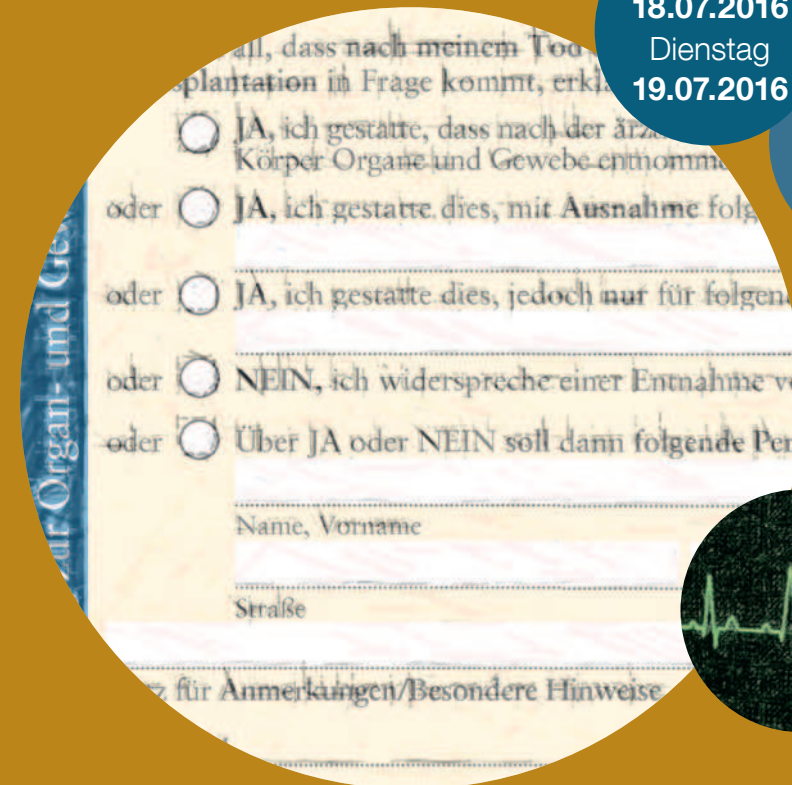 18.07.2016
Dienstag
19.07.2016
all, dass nach meinem Tod
splantation in Frage kommt, erkl
JA, ich gestatte, dass nach der ärz
Körper Organe und Gewebe entnomme
oder JA, ich gestatte dies, mit Ausnahme folg
oder JA, ich gestatte dies, jedoch nur für folgen
oder NEIN, ich widerspreche einer Entnahme v
oder Über JA oder NEIN soll dann folgende Per
Name, Vorname
Straße
z für Anmerkungen/Besondere Hinweise
zur Organ- und Gew